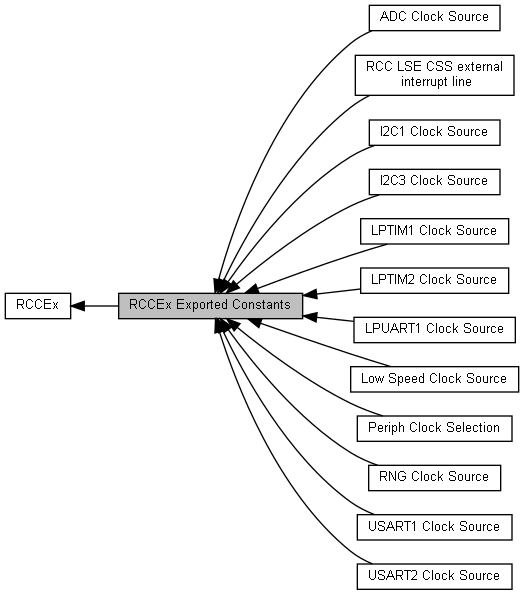 ADC Clock Source
RCC LSE CSS external
interrupt line
I2C1 Clock Source
I2C3 Clock Source
LPTIM1 Clock Source
LPTIM2 Clock Source
RCCEx
RCCEx Exported Constants
LPUART1 Clock Source
Low Speed Clock Source
Periph Clock Selection
RNG Clock Source
USART1 Clock Source
USART2 Clock Source